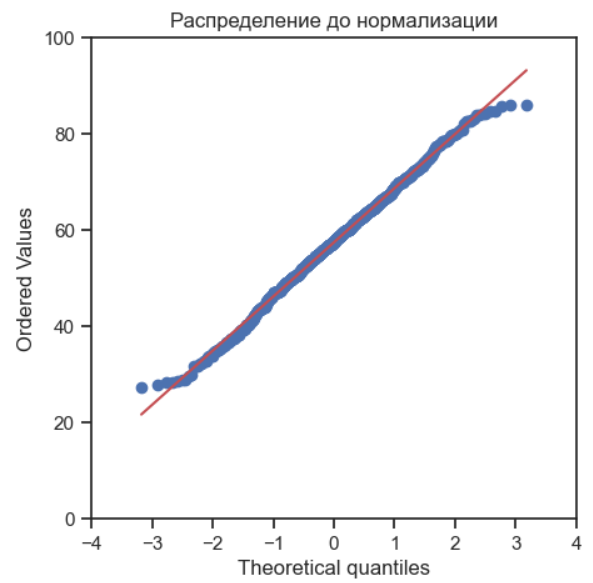 Распределение до нормализации
100
80
60
40
20
0
Ordered Values
−4 −3 −2 −1 0 1 2 3 4
Theoretical quantiles